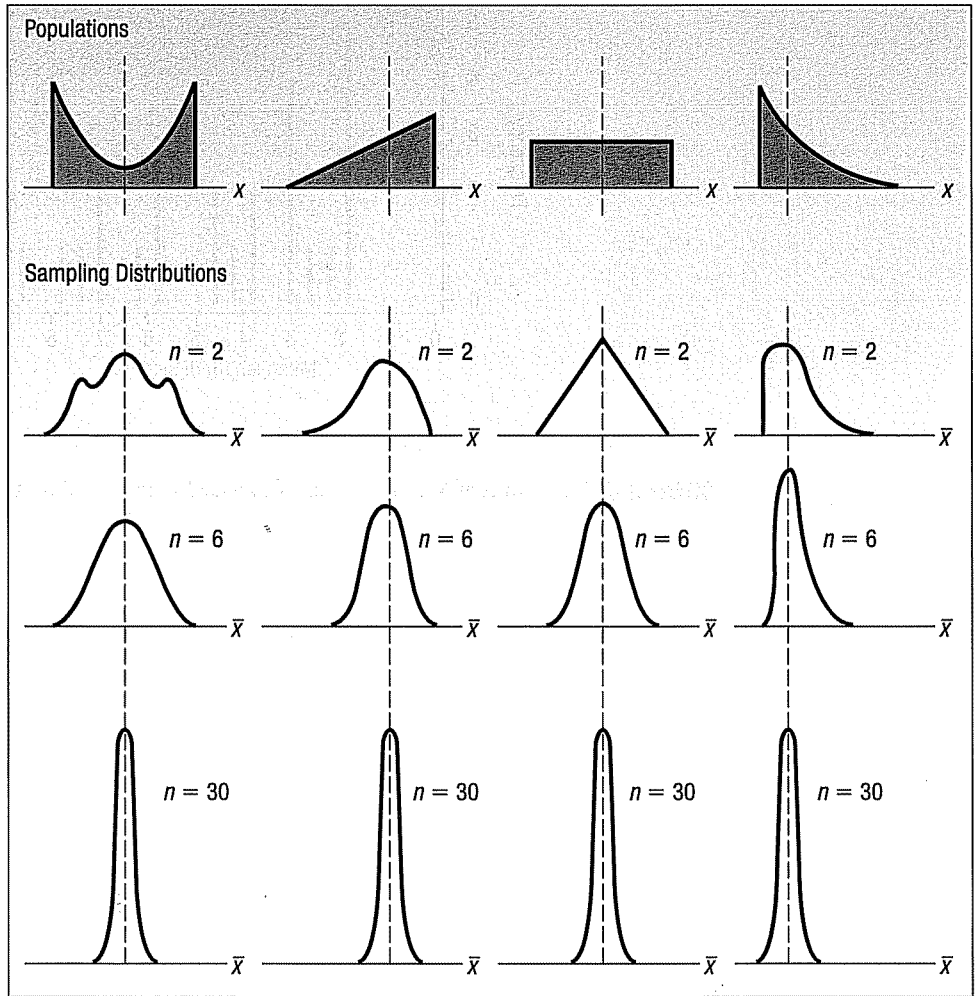 Populations
X X X X
Sampling Distributions
n = 2 n = 2 n = 2 n = 2
X̄ X̄ X̄ X̄
n = 6 n = 6 n = 6 n = 6
X̄ X̄ X̄ X̄
n = 30 n = 30 n = 30 n = 30
X̄ X̄ X̄ X̄